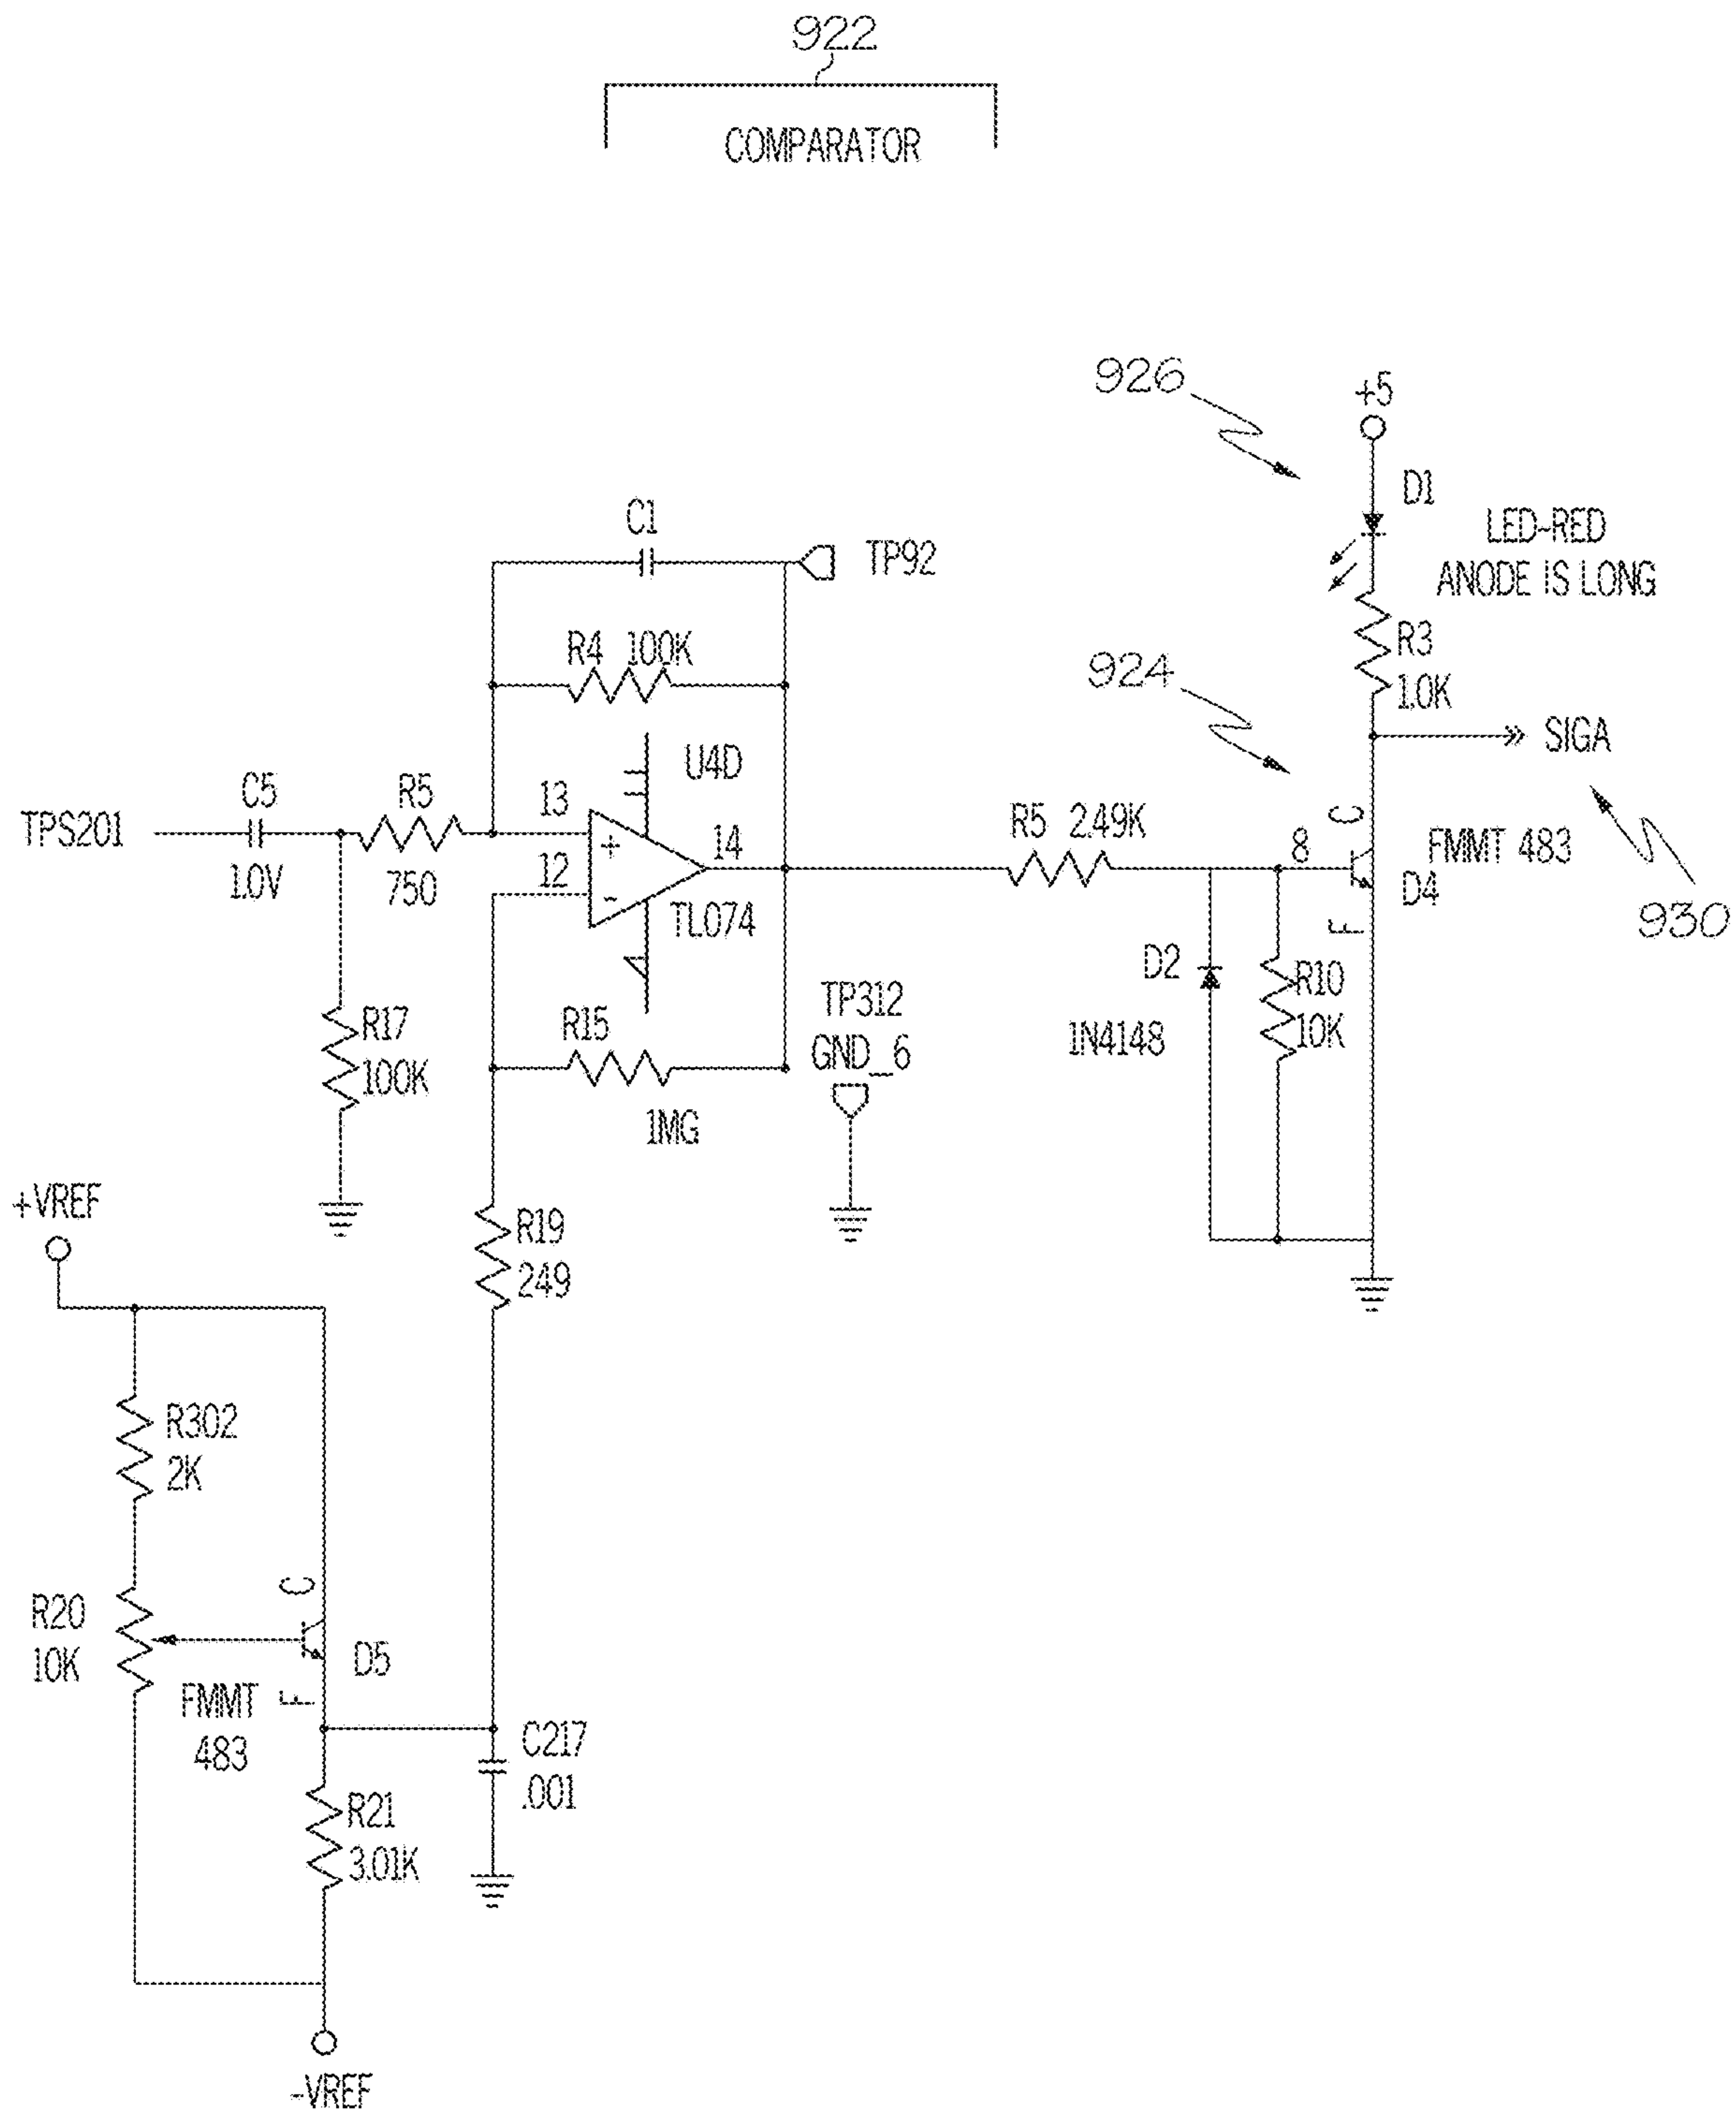 922
COMPARATOR
926
+5
D1
LED-RED
ANODE IS LONG
C1
TP92
R4 100K
R3
1.0K
924
SIGA
U4D
C5
R5
13
TPS201
+
14
1.0V
750
12
-
TL074
R5 2.49K
8
C
FMMT 483
D4
F
930
D2
R10
10K
1N4148
TP312
GND_6
R17
100K
R15
1MG
+VREF
R19
249
R302
2K
R20
10K
C
D5
FMMT
483
F
C217
.001
R21
3.01K
-VREF